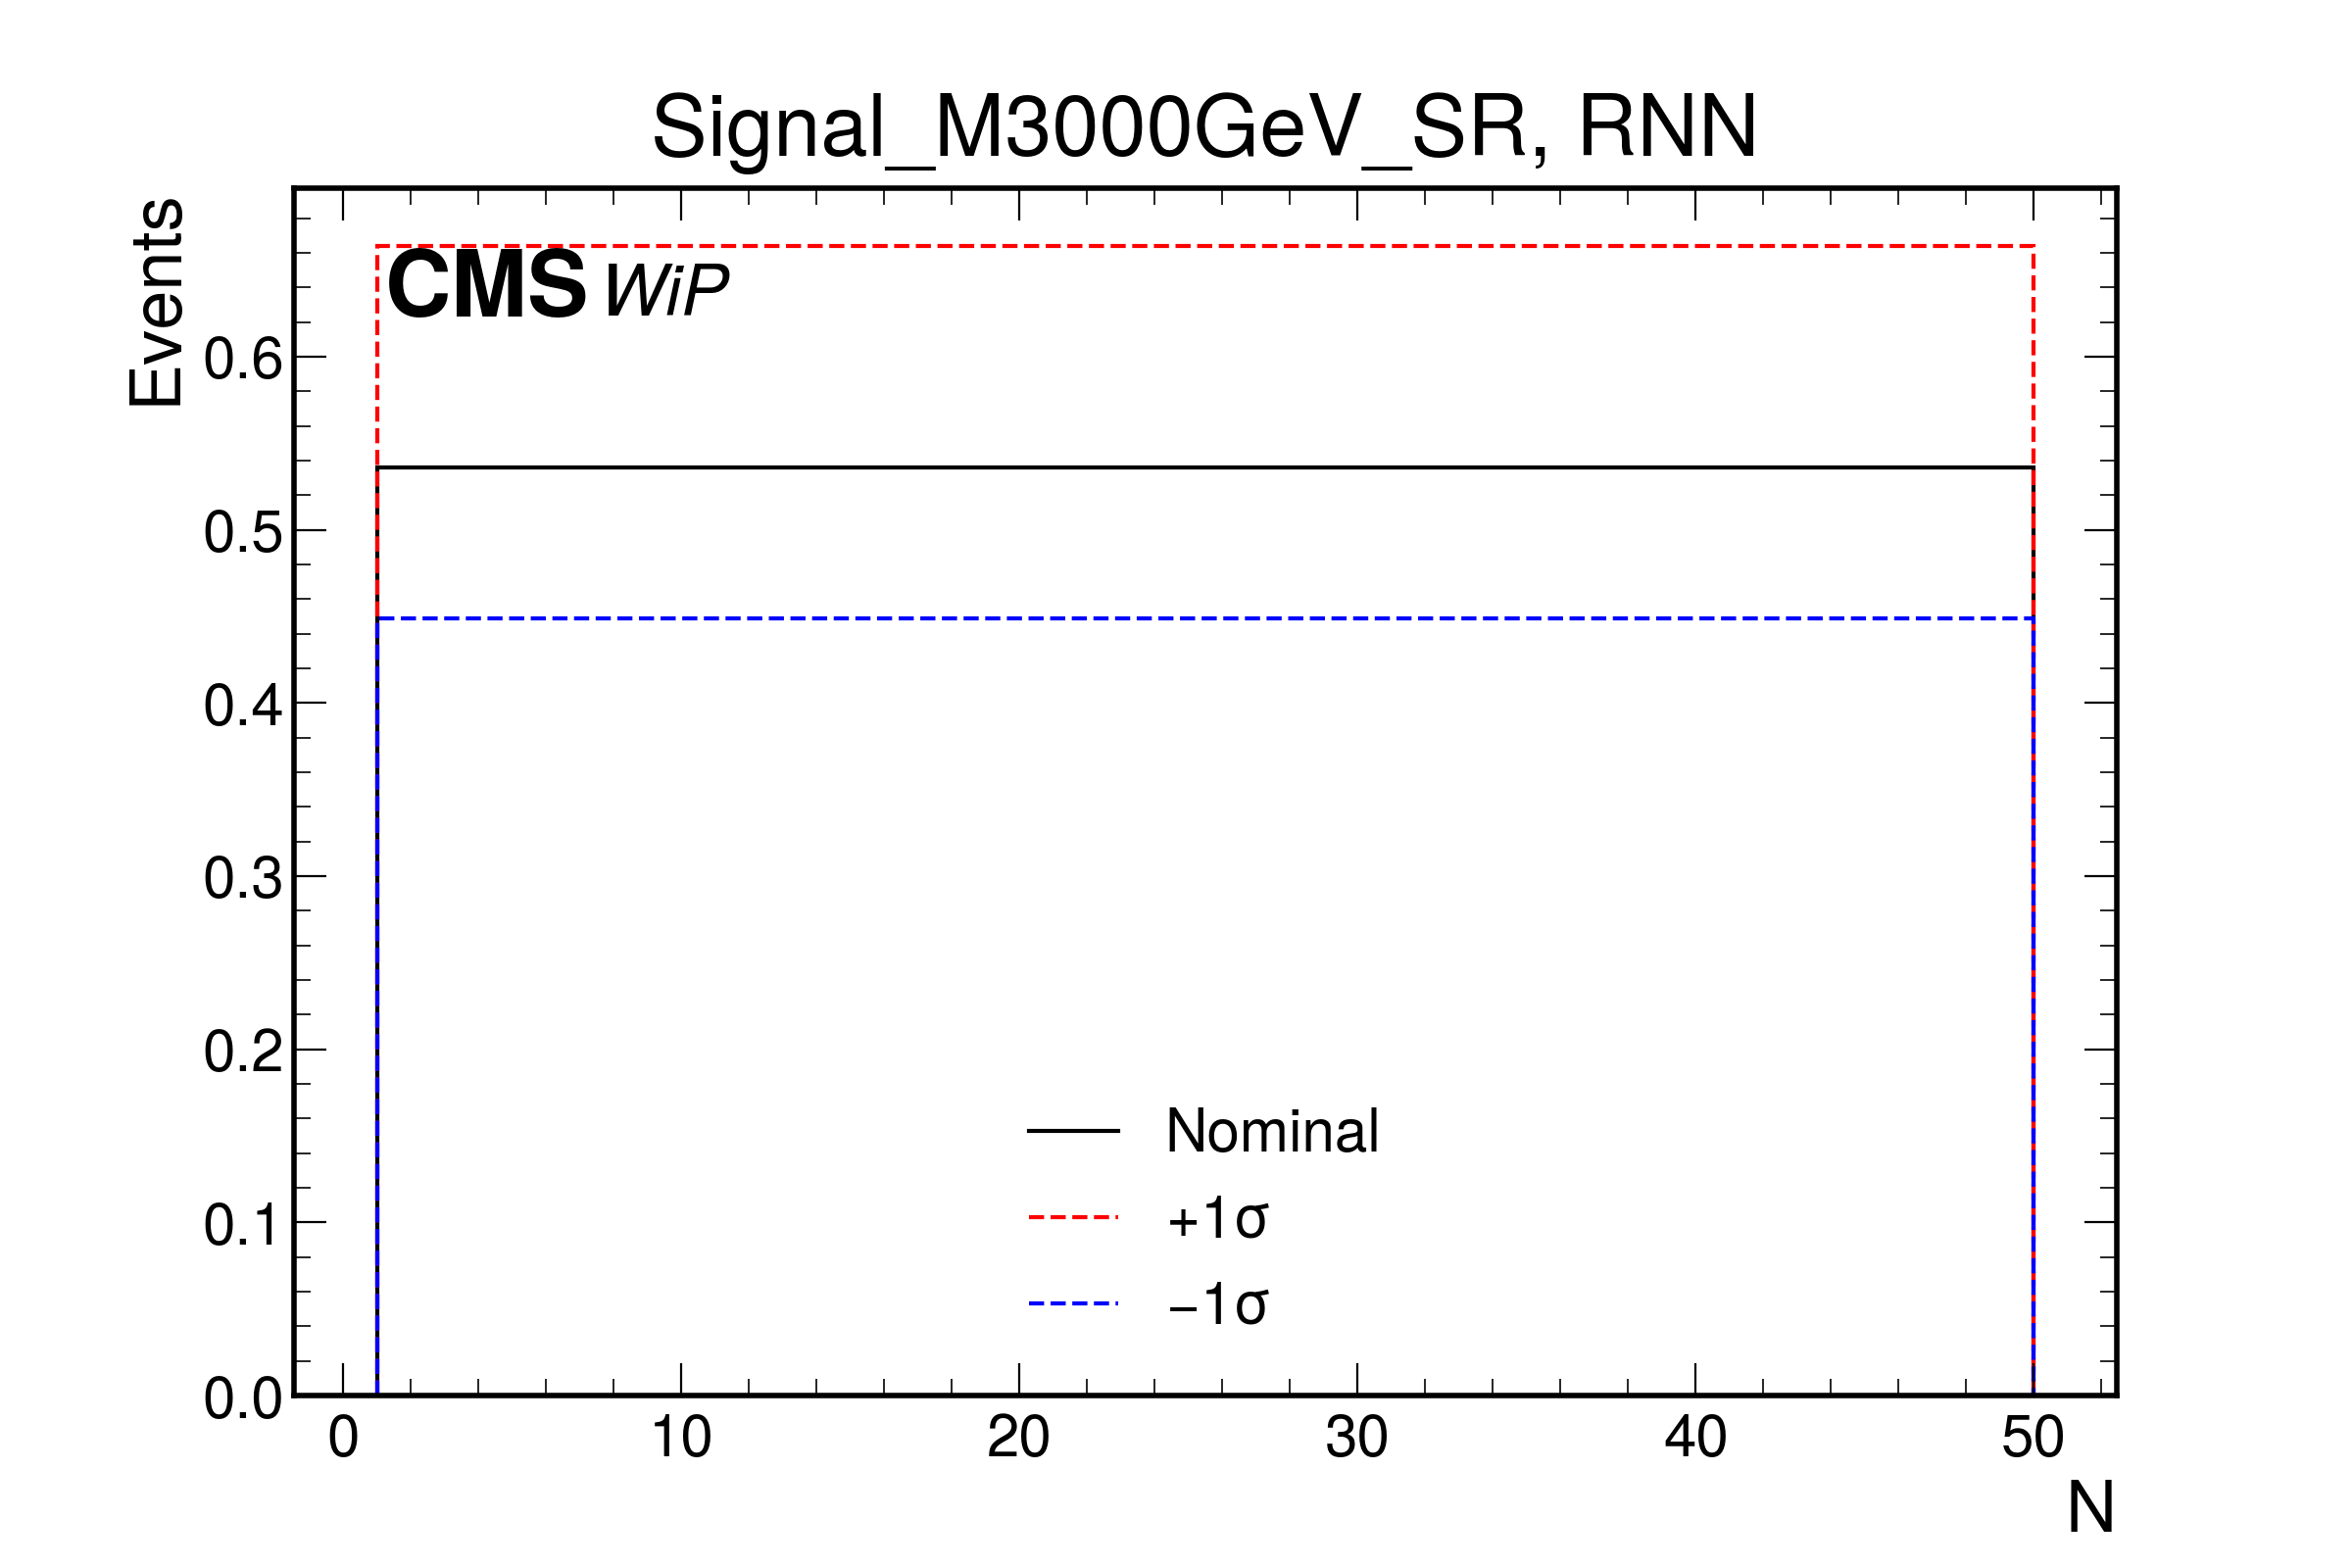 Signal_M3000GeV_SR, RNN
Events
CMS WiP
0.6
0.5
0.4
0.3
0.2
0.1
0.0
Nominal
+1σ
−1σ
0 10 20 30 40 50
N